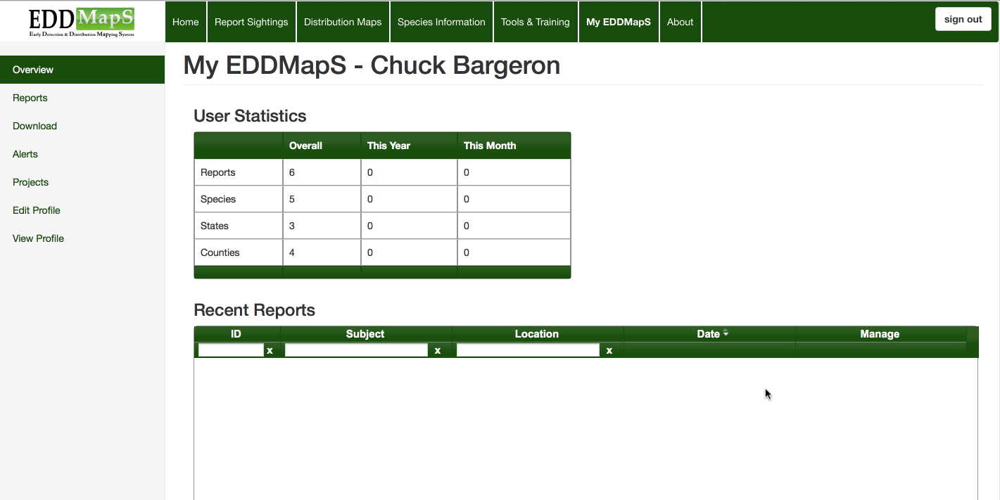 EDDMapS
Early Detection & Distribution Mapping System
Home Report Sightings Distribution Maps Species Information Tools & Training My EDDMapS About sign out
Overview
Reports
Download
Alerts
Projects
Edit Profile
View Profile
My EDDMapS - Chuck Bargeron
User Statistics
Overall This Year This Month
Reports 6 0 0
Species 5 0 0
States 3 0 0
Counties 4 0 0
Recent Reports
ID Subject Location Date Manage
x x x